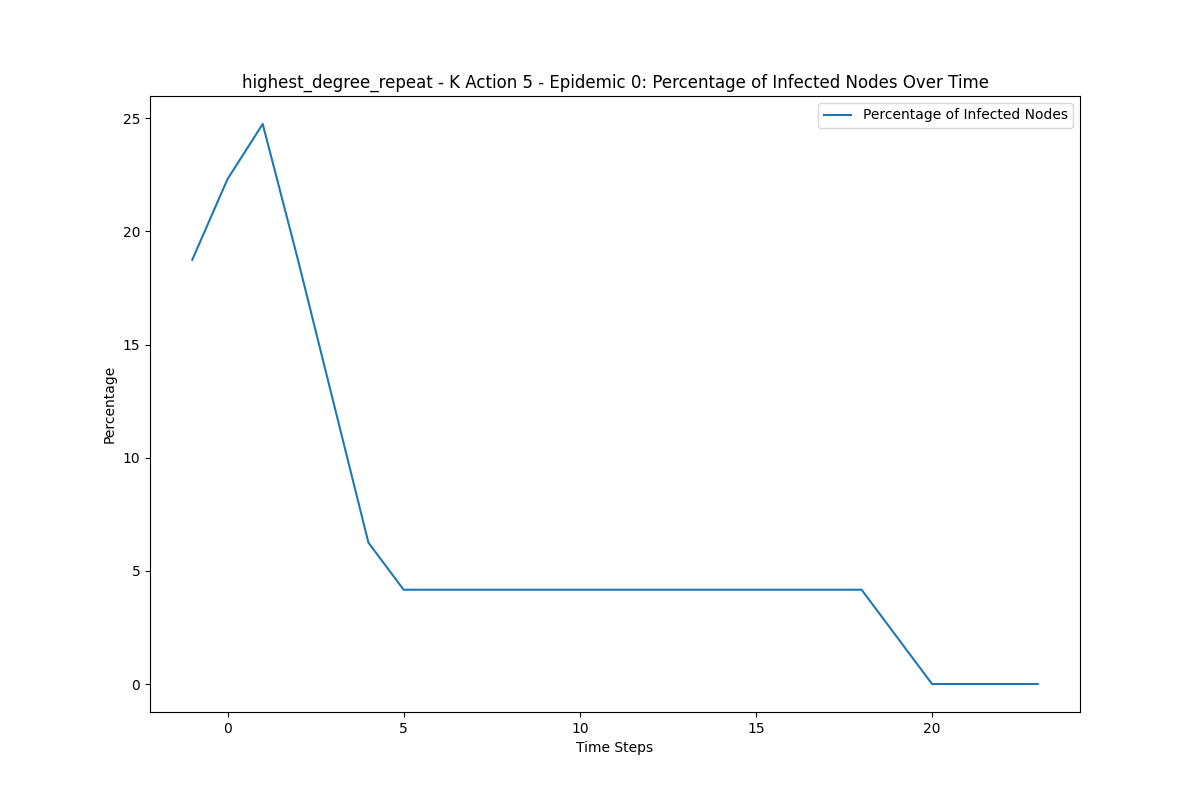 highest_degree_repeat - K Action 5 - Epidemic 0: Percentage of Infected Nodes Over Time
Percentage of Infected Nodes
25
20
15
10
5
0
Percentage
0 5 10 15 20
Time Steps